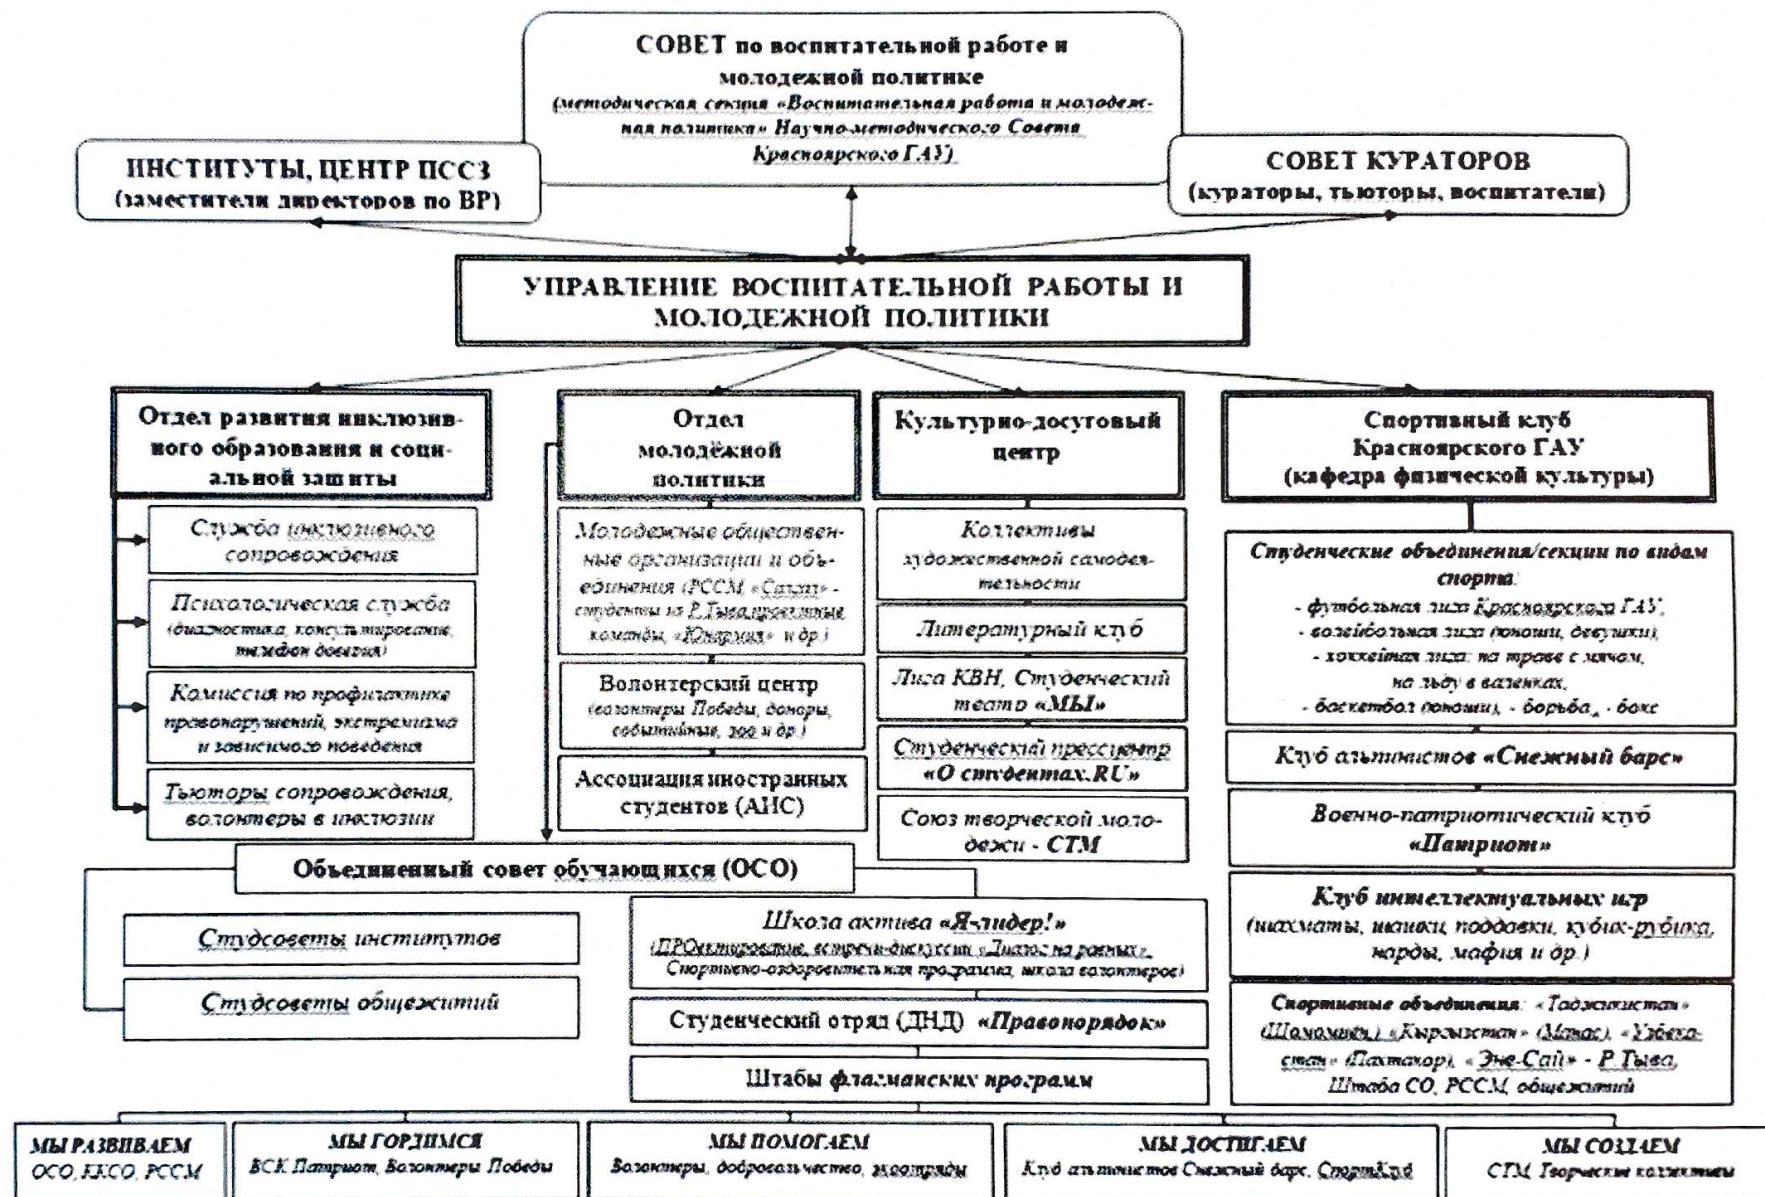 СОВЕТ по воспитательной работе и
молодежной политике
(методическая секция «Воспитательная работа и молодеж-
ная политика» Научно-методического Совета
Красноярского ГАУ)
ИНСТИТУТЫ, ЦЕНТР ПССЗ
(заместители директоров по ВР)
СОВЕТ КУРАТОРОВ
(кураторы, тьюторы, воспитатели)
УПРАВЛЕНИЕ ВОСПИТАТЕЛЬНОЙ РАБОТЫ И
МОЛОДЕЖНОЙ ПОЛИТИКИ
Отдел развития инклюзив-
ного образования и соци-
альной защиты
Служба инклюзивного
сопровождения
Психологическая служба
(диагностика, консультирование,
телефон доверия)
Комиссия по профилактике
правонарушений, экстремизма
и зависимого поведения
Тьюторы сопровождения,
волонтеры в инклюзии
Отдел
молодёжной
политики
Молодежные обществен-
ные организации и объ-
единения (РССМ, -
студенты из Р.Тыва, проектные
команды, «Юнармия» и др.)
Волонтерский центр
(волонтеры Победы, доноры,
событийные, эко и др.)
Ассоциация иностранных
студентов (АИС)
Культурно-досуговый
центр
Коллективы
художественной самодея-
тельности
Литературный клуб
Лига КВН, Студенческий
театр «МЫ»
Студенческий прессцентр
«О студентах.RU»
Союз творческой моло-
дежи - СТМ
Спортивный клуб
Красноярского ГАУ
(кафедра физической культуры)
Студенческие объединения/секции по видам
спорта:
- футбольная лига Красноярского ГАУ,
- волейбольная лига (юноши, девушки),
- хоккейная лига: на траве с мячом,
на льду в валенках,
- баскетбол (юноши), - борьба, - бокс
Клуб альпинистов «Снежный барс»
Военно-патриотический клуб
«Патриот»
Клуб интеллектуальных игр
(шахматы, шашки, поддавки, кубик-рубика,
нарды, мафия и др.)
Спортивные объединения: «Таджикистан»
«Кыргызстан» (Манас), «Узбеки-
стан» (Пахтакор), «Эне-Сай» - Р.Тыва,
Штаба СО, РССМ, общежитий
Объединенный совет обучающихся (ОСО)
Студсоветы институтов
Студсоветы общежитий
Школа актива «Я-лидер!»
(ПРОектирование, встречи-дискуссии «Диалог на равных»,
Спортивно-оздоровительная программа, школа волонтеров)
Студенческий отряд (ДНД) «Правопорядок»
Штабы флагманских программ
МЫ РАЗВИВАЕМ
ОСО, ККСО, РССМ
МЫ ГОРДИМСЯ
ВСК Патриот, Волонтеры Победы
МЫ ПОМОГАЕМ
Волонтеры, добровольчество, экоотряды
МЫ ДОСТИГАЕМ
Клуб альпинистов Снежный барс, СпортКлуб
МЫ СОЗДАЕМ
СТМ, Творческие коллективы